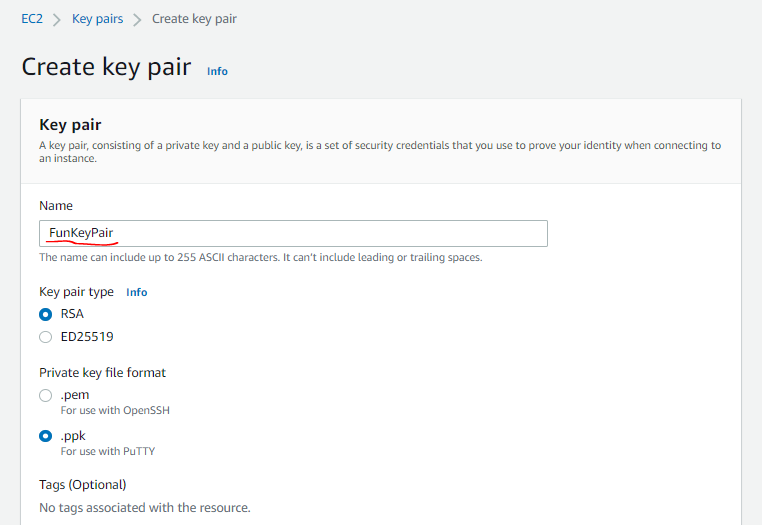 EC2 > Key pairs > Create key pair
Create key pair Info
Key pair
A key pair, consisting of a private key and a public key, is a set of security credentials that you use to prove your identity when connecting to
an instance.
Name
FunKeyPair
The name can include up to 255 ASCII characters. It can't include leading or trailing spaces.
Key pair type Info
RSA
ED25519
Private key file format
.pem
For use with OpenSSH
.ppk
For use with PuTTY
Tags (Optional)
No tags associated with the resource.